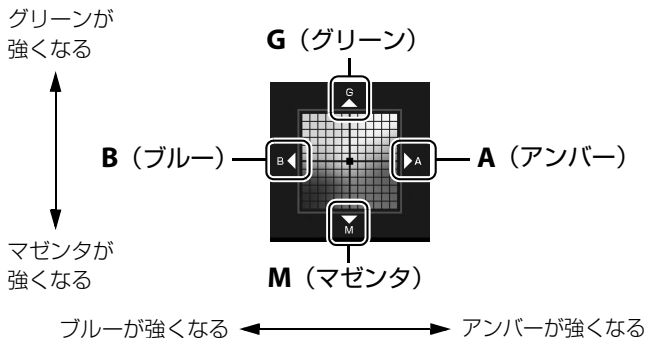 グリーンが
強くなる
G（グリーン）
G
B（ブルー）
B
A
A（アンバー）
M
マゼンタが
強くなる
M（マゼンタ）
ブルーが強くなる
アンバーが強くなる